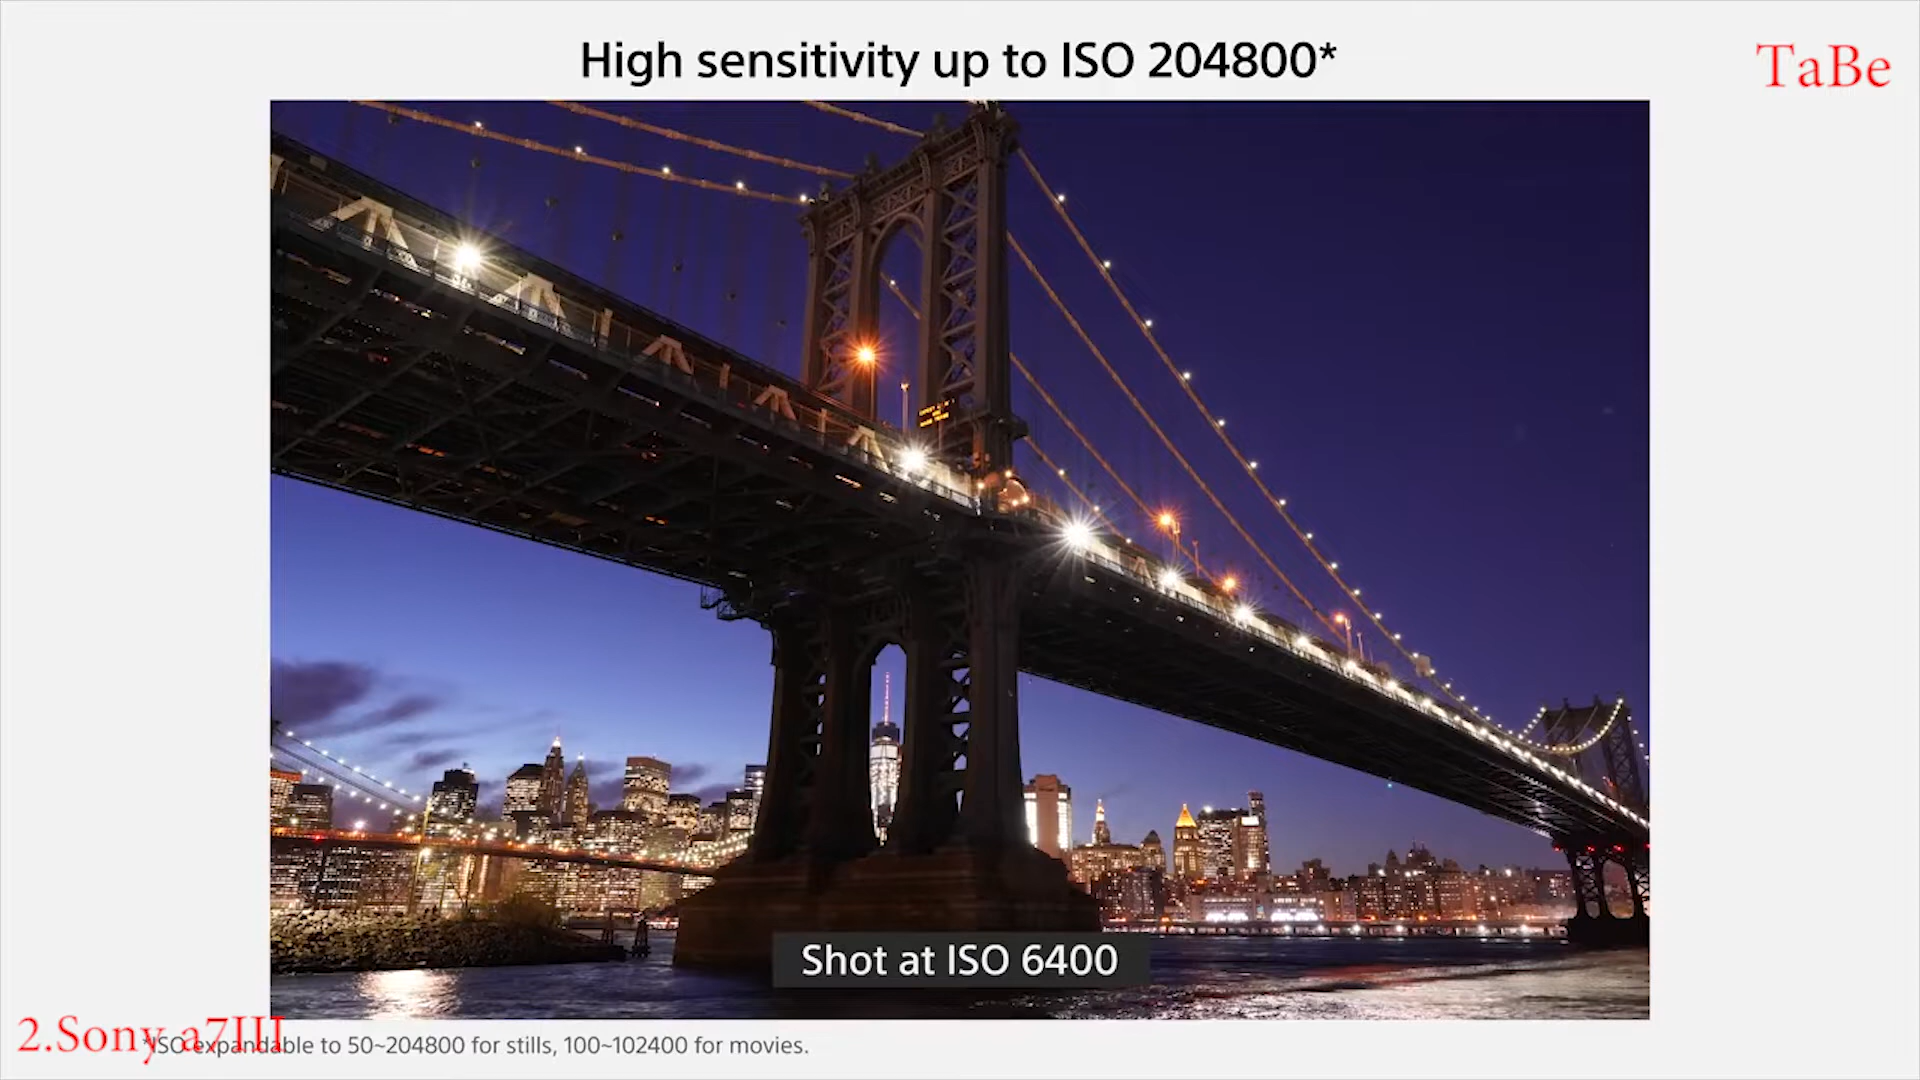 High sensitivity up to ISO 204800*
TaBe
Shot at ISO 6400
2.Sony a7III
*ISO expandable to 50~204800 for stills, 100~102400 for movies.